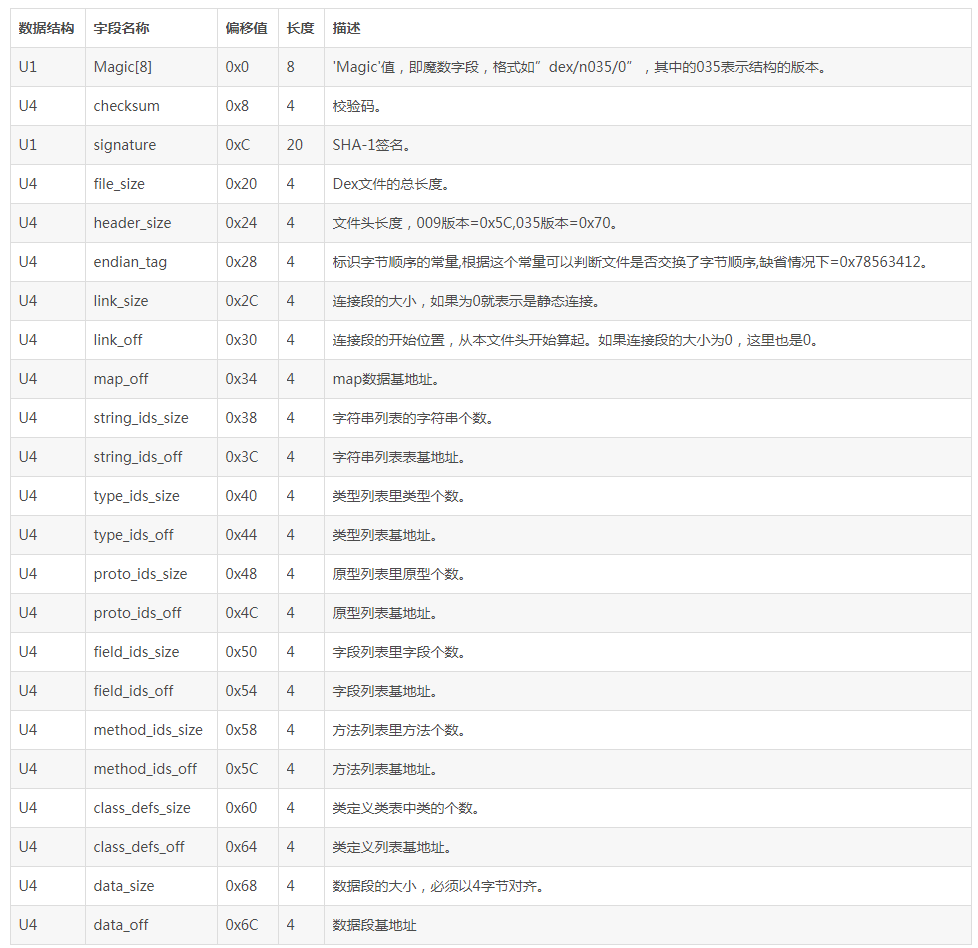 数据结构 字段名称 偏移值 长度 描述
U1 Magic[8] 0x0 8 'Magic'值，即魔数字段，格式如”dex/n035/0”，其中的035表示结构的版本。
U4 checksum 0x8 4 校验码。
U1 signature 0xC 20 SHA-1签名。
U4 file_size 0x20 4 Dex文件的总长度。
U4 header_size 0x24 4 文件头长度，009版本=0x5C,035版本=0x70。
U4 endian_tag 0x28 4 标识字节顺序的常量,根据这个常量可以判断文件是否交换了字节顺序,缺省情况下=0x78563412。
U4 link_size 0x2C 4 连接段的大小，如果为0就表示是静态连接。
U4 link_off 0x30 4 连接段的开始位置，从本文件头开始算起。如果连接段的大小为0，这里也是0。
U4 map_off 0x34 4 map数据基地址。
U4 string_ids_size 0x38 4 字符串列表的字符串个数。
U4 string_ids_off 0x3C 4 字符串列表表基地址。
U4 type_ids_size 0x40 4 类型列表里类型个数。
U4 type_ids_off 0x44 4 类型列表基地址。
U4 proto_ids_size 0x48 4 原型列表里原型个数。
U4 proto_ids_off 0x4C 4 原型列表基地址。
U4 field_ids_size 0x50 4 字段列表里字段个数。
U4 field_ids_off 0x54 4 字段列表基地址。
U4 method_ids_size 0x58 4 方法列表里方法个数。
U4 method_ids_off 0x5C 4 方法列表基地址。
U4 class_defs_size 0x60 4 类定义类表中类的个数。
U4 class_defs_off 0x64 4 类定义列表基地址。
U4 data_size 0x68 4 数据段的大小，必须以4字节对齐。
U4 data_off 0x6C 4 数据段基地址